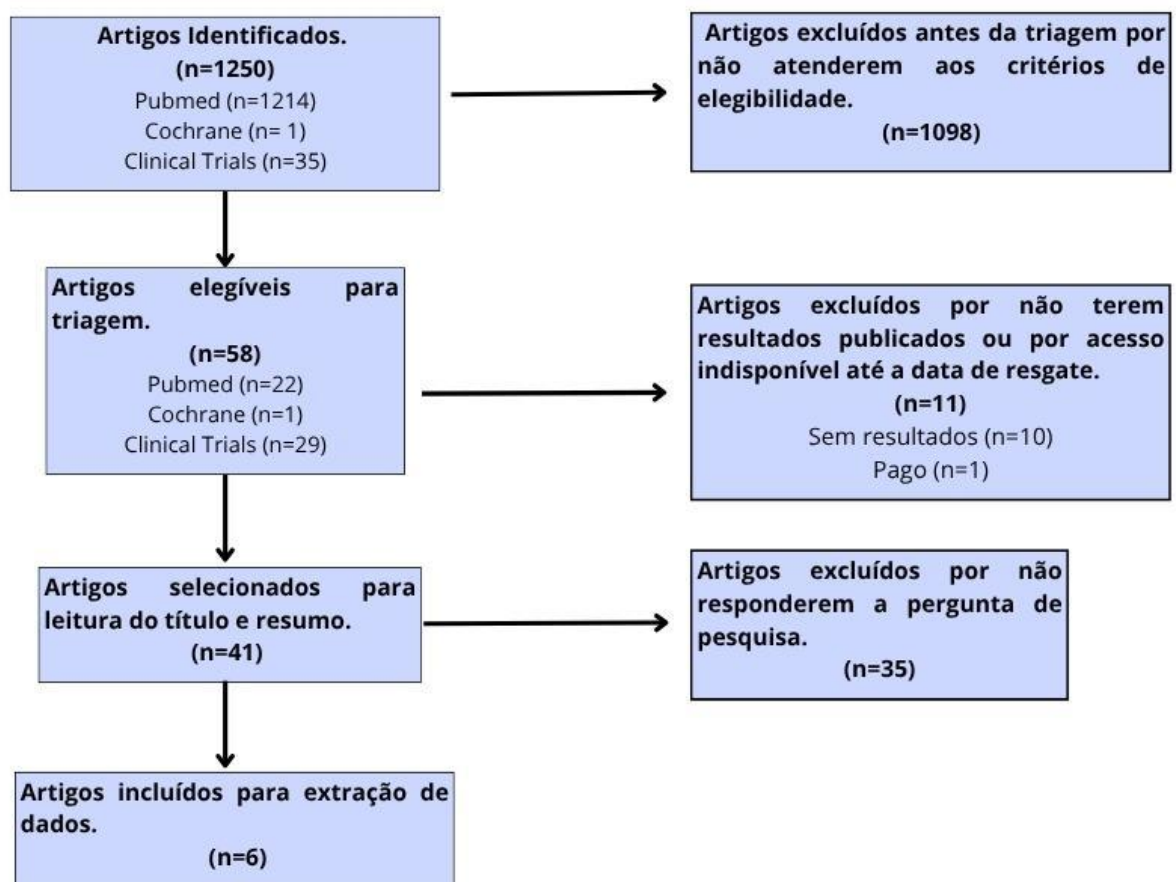 Artigos Identificados.
(n=1250)
Pubmed (n=1214)
Cochrane (n= 1)
Clinical Trials (n=35)
Artigos excluídos antes da triagem por
não atenderem aos critérios de
elegibilidade.
(n=1098)
Artigos elegíveis para
triagem.
(n=58)
Pubmed (n=22)
Cochrane (n=1)
Clinical Trials (n=29)
Artigos excluídos por não terem
resultados publicados ou por acesso
indisponível até a data de resgate.
(n=11)
Sem resultados (n=10)
Pago (n=1)
Artigos selecionados para
leitura do título e resumo.
(n=41)
Artigos excluídos por não
responderem a pergunta de
pesquisa.
(n=35)
Artigos incluídos para extração de
dados.
(n=6)